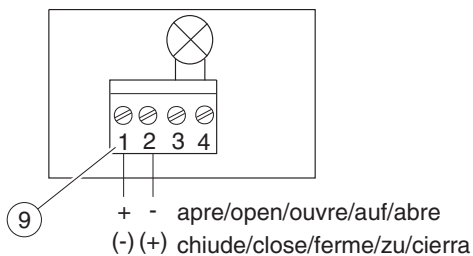 1 2 3 4
9
+ - apre/open/ouvre/auf/abre
(-) (+) chiude/close/ferme/zu/cierra